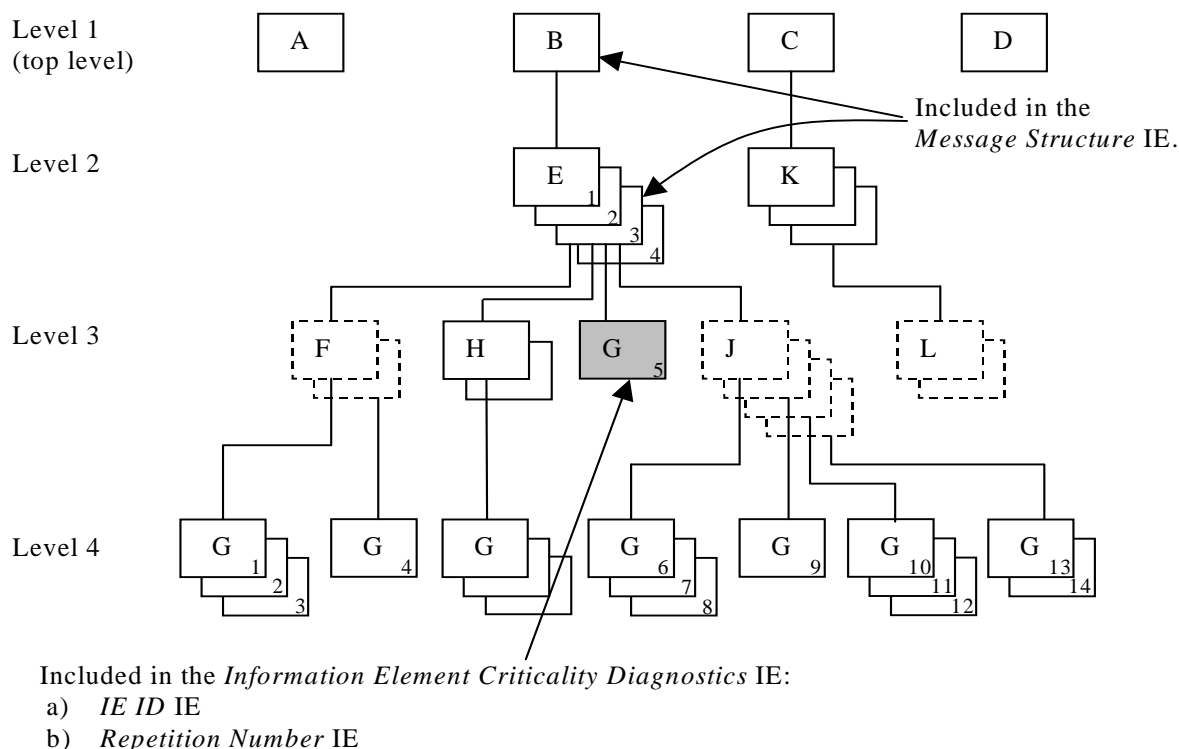 Level 1
(top level)
A
B
C
D
Included in the
Message Structure IE.
Level 2
E
1
2
3
4
K
Level 3
F
H
G
5
J
L
Level 4
G
1
2
3
G
4
G
G
6
7
8
G
9
G
10
11
12
G
13
14
Included in the Information Element Criticality Diagnostics IE:
a) IE ID IE
b) Repetition Number IE